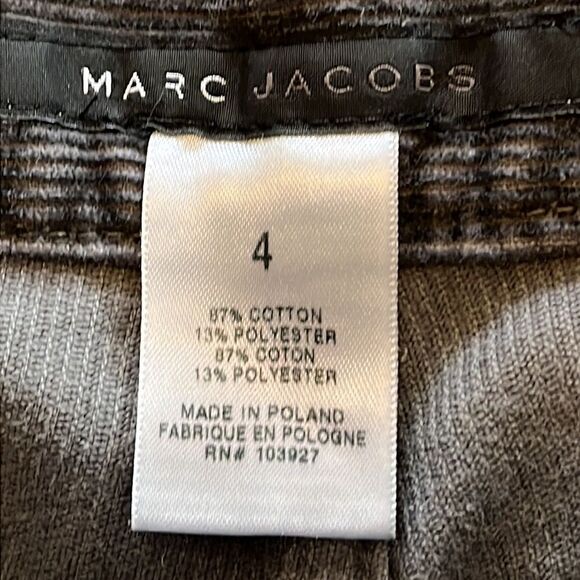 MARC JACOBS
4
87% COTTON
13% POLYESTER
87% COTON
13% POLYESTER
MADE IN POLAND
FABRIQUE EN POLOGNE
RN# 103927